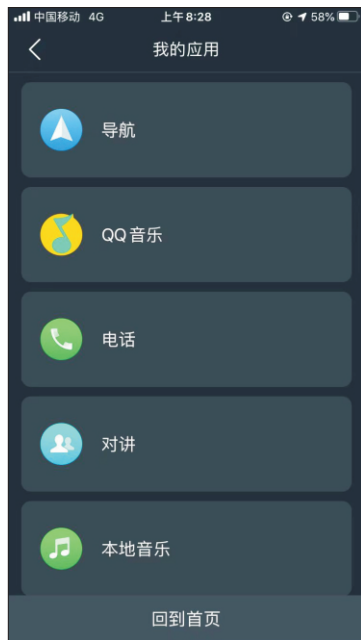 中国移动 4G 上午8:28 58%
我的应用
导航
QQ音乐
电话
对讲
本地音乐
回到首页